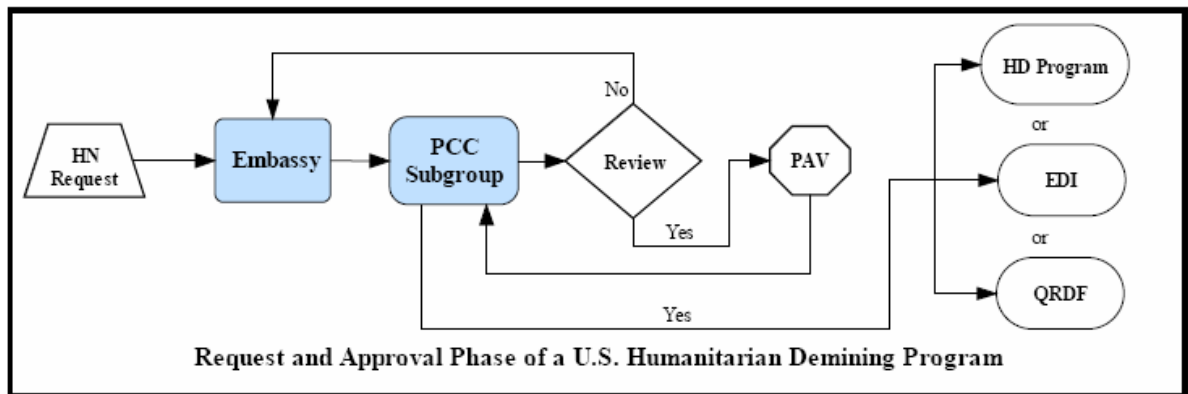 HN
Request
Embassy
PCC
Subgroup
No
Review
Yes
PAV
HD Program
or
EDI
or
QRDF
Yes
Request and Approval Phase of a U.S. Humanitarian Demining Program